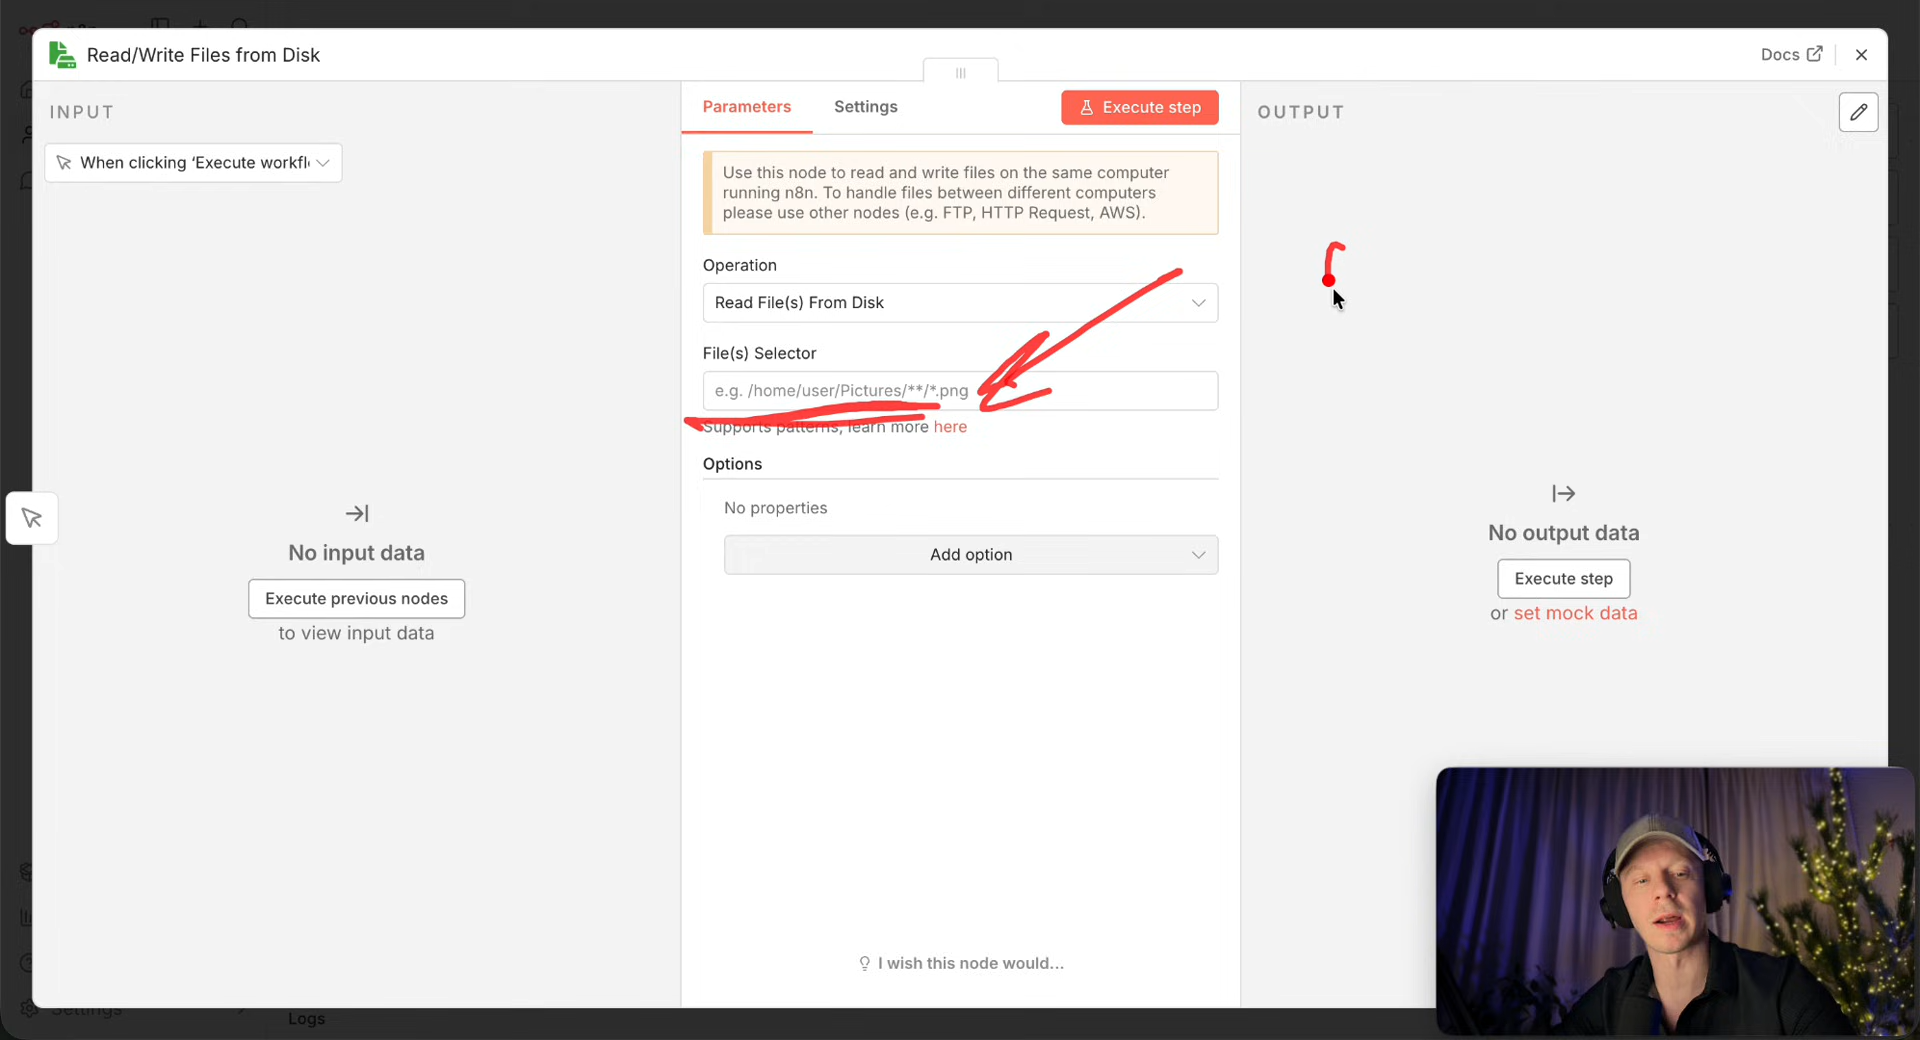 Read/Write Files from Disk
Docs
INPUT
Parameters
Settings
Execute step
OUTPUT
When clicking ‘Execute workfl
Use this node to read and write files on the same computer
running n8n. To handle files between different computers
please use other nodes (e.g. FTP, HTTP Request, AWS).
Operation
Read File(s) From Disk
File(s) Selector
e.g. /home/user/Pictures/**/*.png
Supports patterns, learn more here
Options
No properties
Add option
No input data
Execute previous nodes
to view input data
No output data
Execute step
or set mock data
I wish this node would...
Settings
Logs